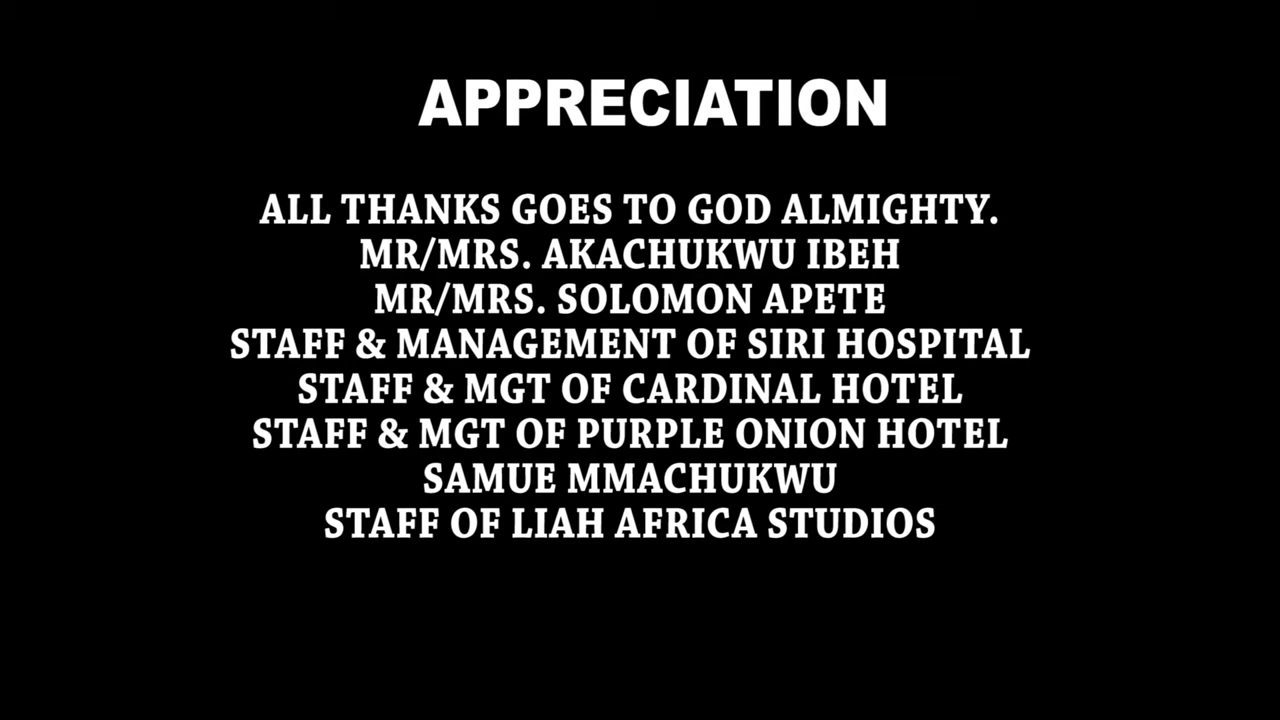 APPRECIATION
ALL THANKS GOES TO GOD ALMIGHTY.
MR/MRS. AKACHUKWU IBEH
MR/MRS. SOLOMON APETE
STAFF & MANAGEMENT OF SIRI HOSPITAL
STAFF & MGT OF CARDINAL HOTEL
STAFF & MGT OF PURPLE ONION HOTEL
SAMUE MMACHUKWU
STAFF OF LIAH AFRICA STUDIOS